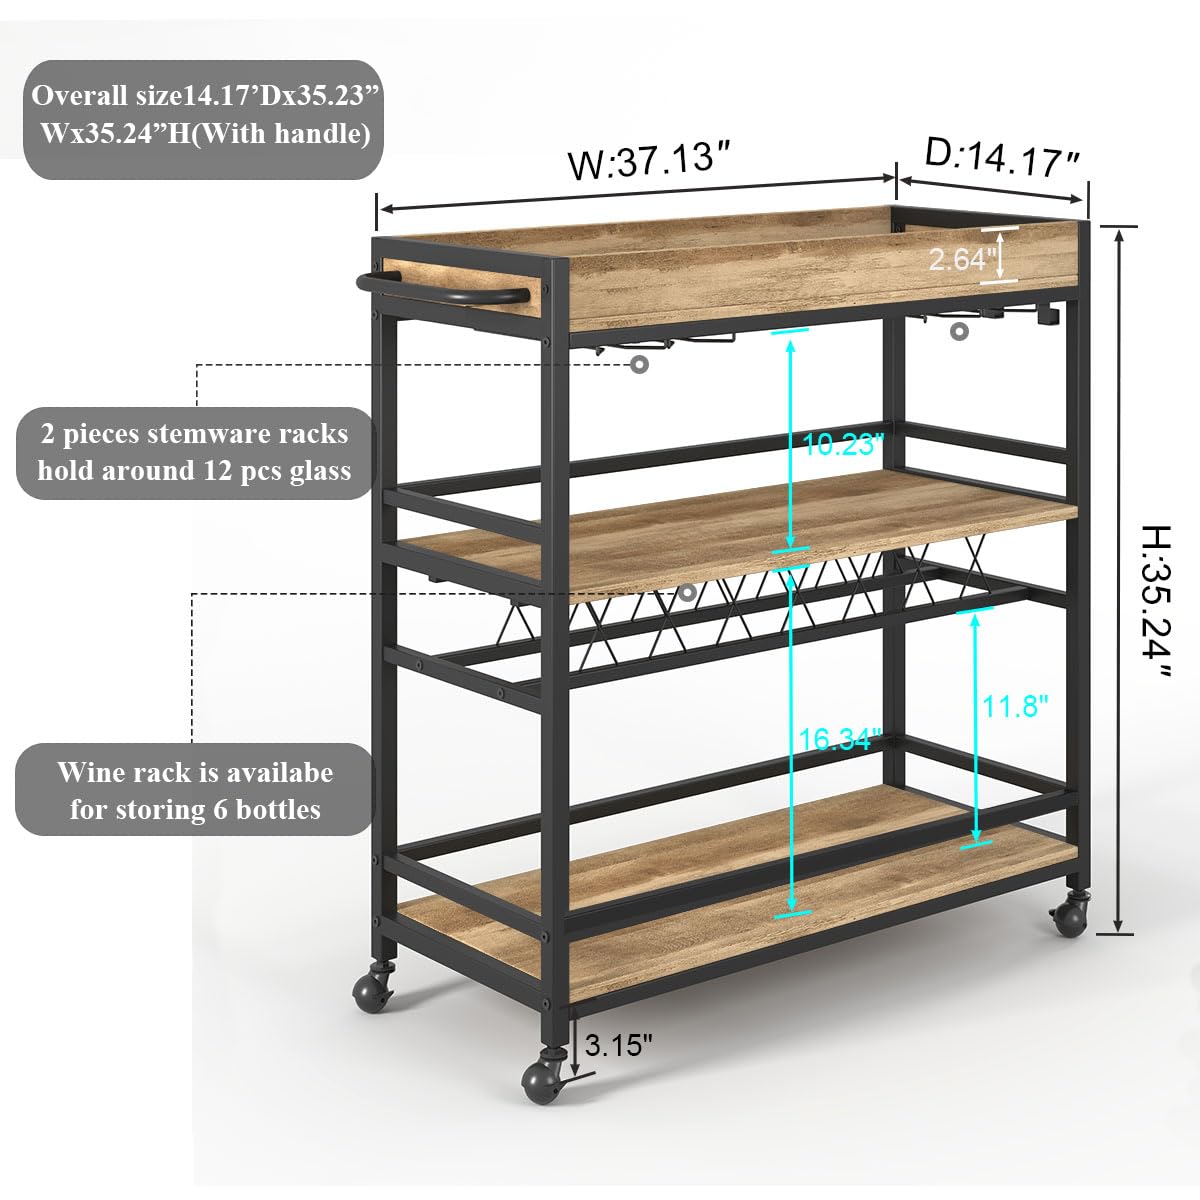 Overall size14.17’Dx35.23”
Wx35.24”H(With handle)
W:37.13"
D:14.17"
2.64"
2 pieces stemware racks
hold around 12 pcs glass
10.23"
H:35.24"
11.8"
16.34"
Wine rack is availabe
for storing 6 bottles
3.15"